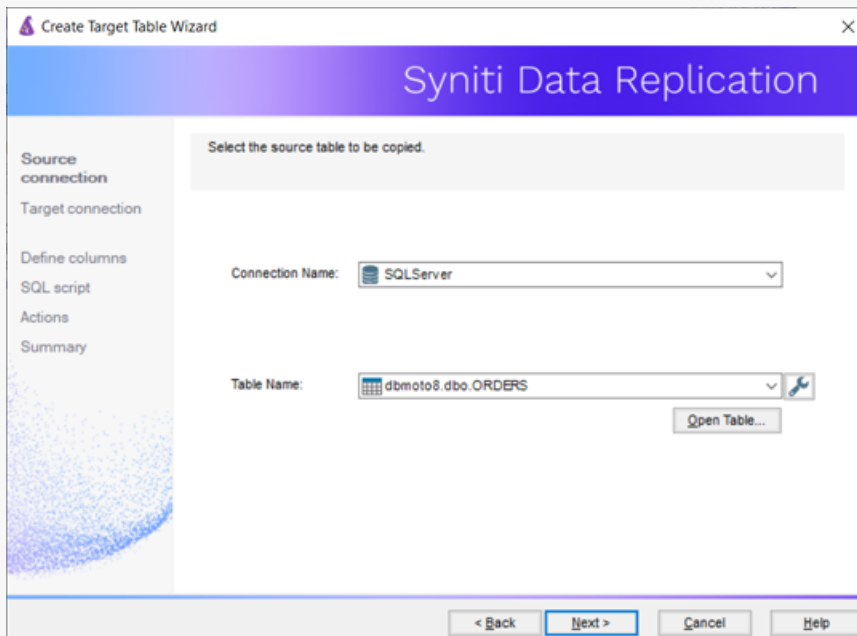 Create Target Table Wizard
Syniti Data Replication
Source
connection
Target connection
Define columns
SQL script
Actions
Summary
Select the source table to be copied.
Connection Name: SQLServer
Table Name: dbmoto8.dbo.ORDERS
Open Table...
< Back Next > Cancel Help